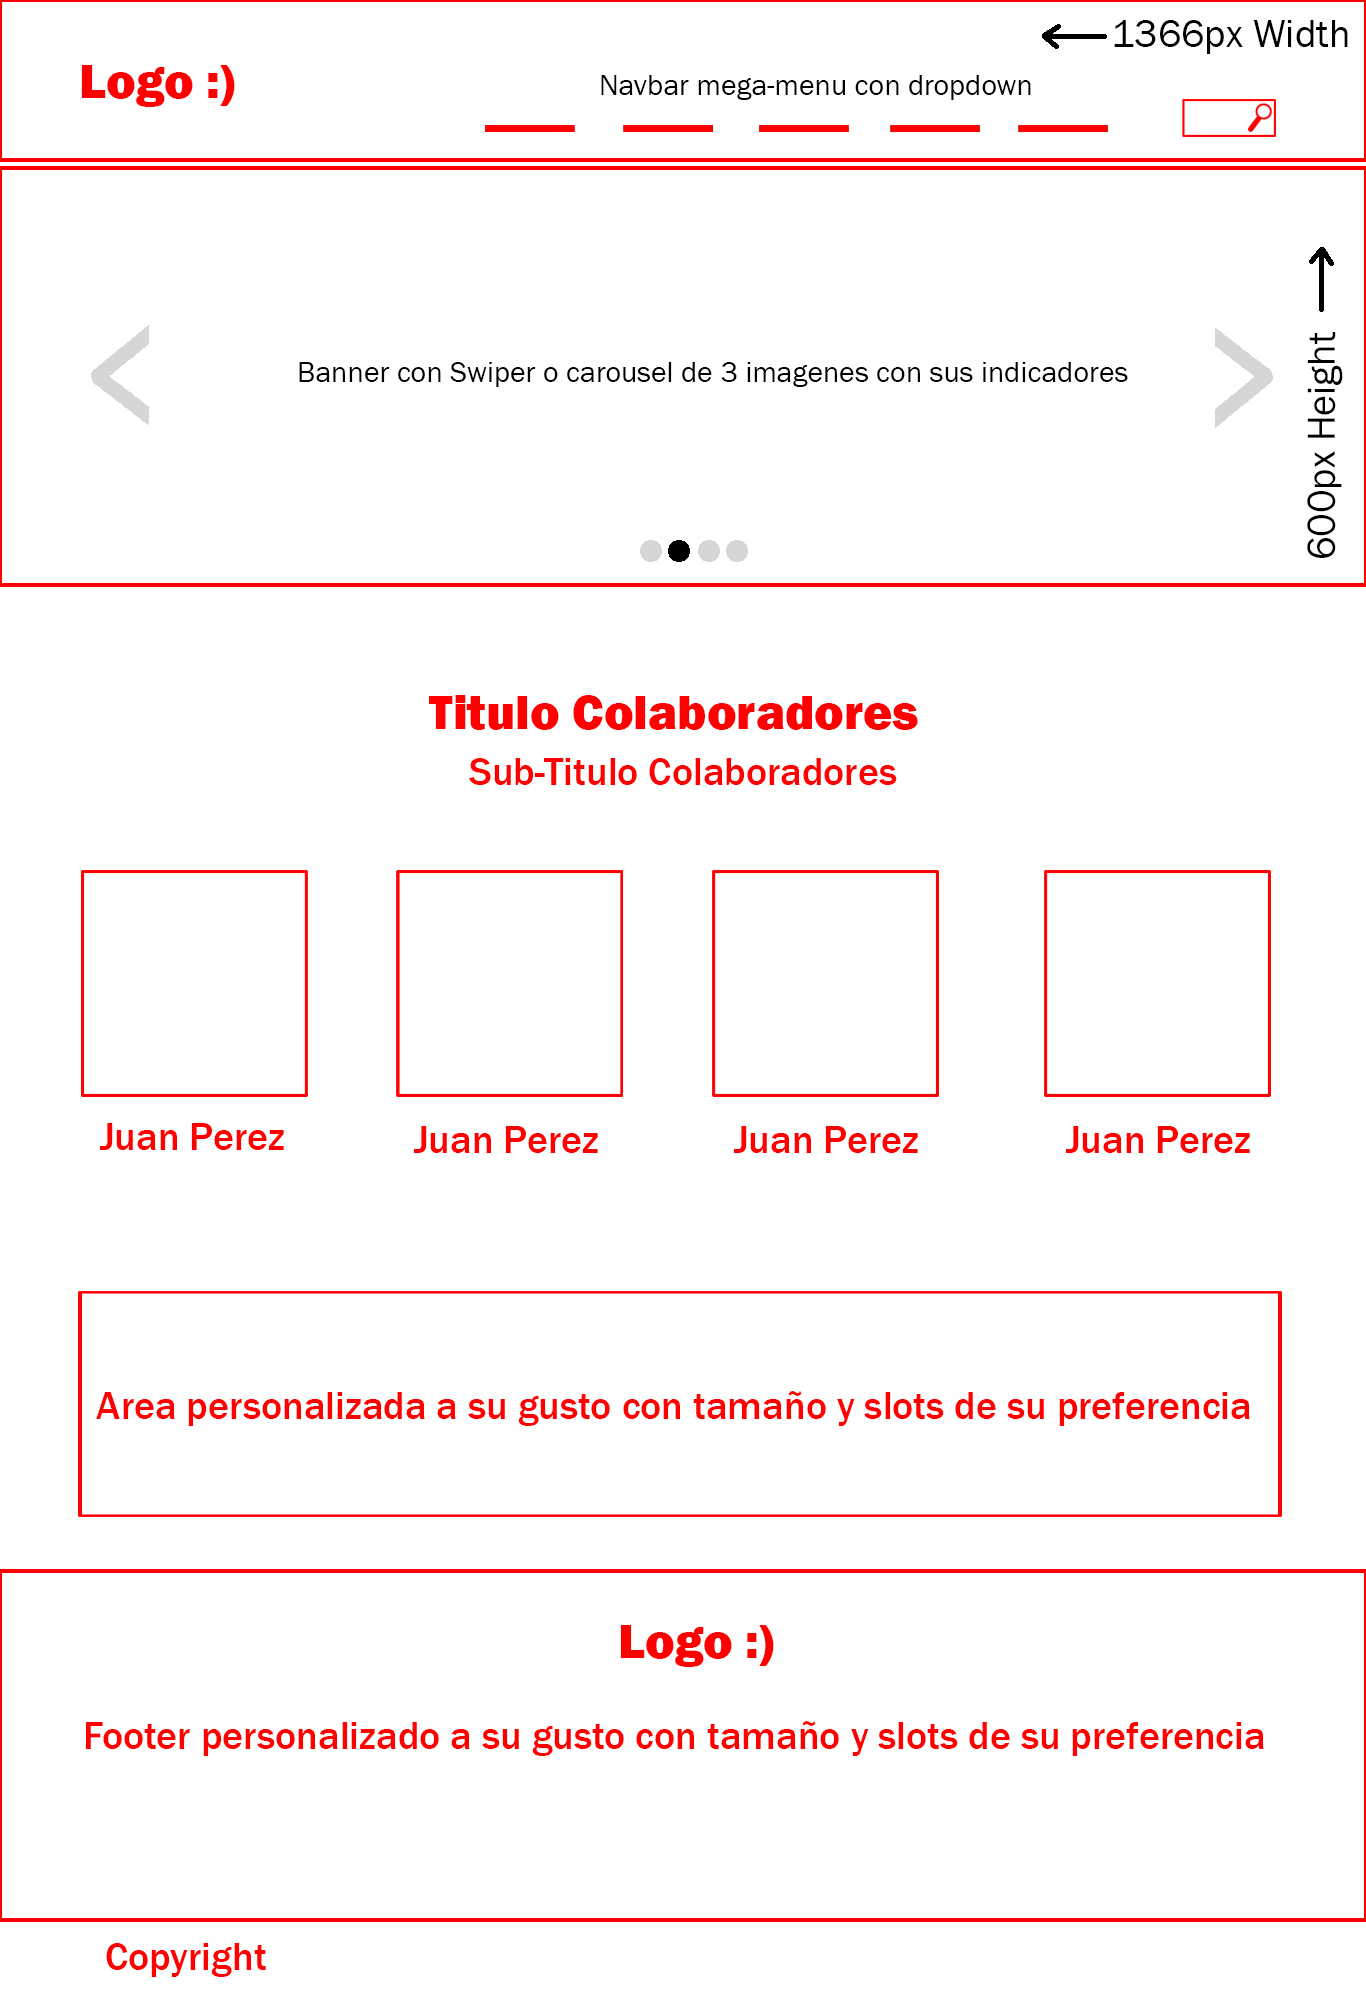 1366px Width
Logo :)
Navbar mega-menu con dropdown
600px Height
Banner con Swiper o carousel de 3 imagenes con sus indicadores
Titulo Colaboradores
Sub-Titulo Colaboradores
Juan Perez
Juan Perez
Juan Perez
Juan Perez
Area personalizada a su gusto con tamaño y slots de su preferencia
Logo :)
Footer personalizado a su gusto con tamaño y slots de su preferencia
Copyright